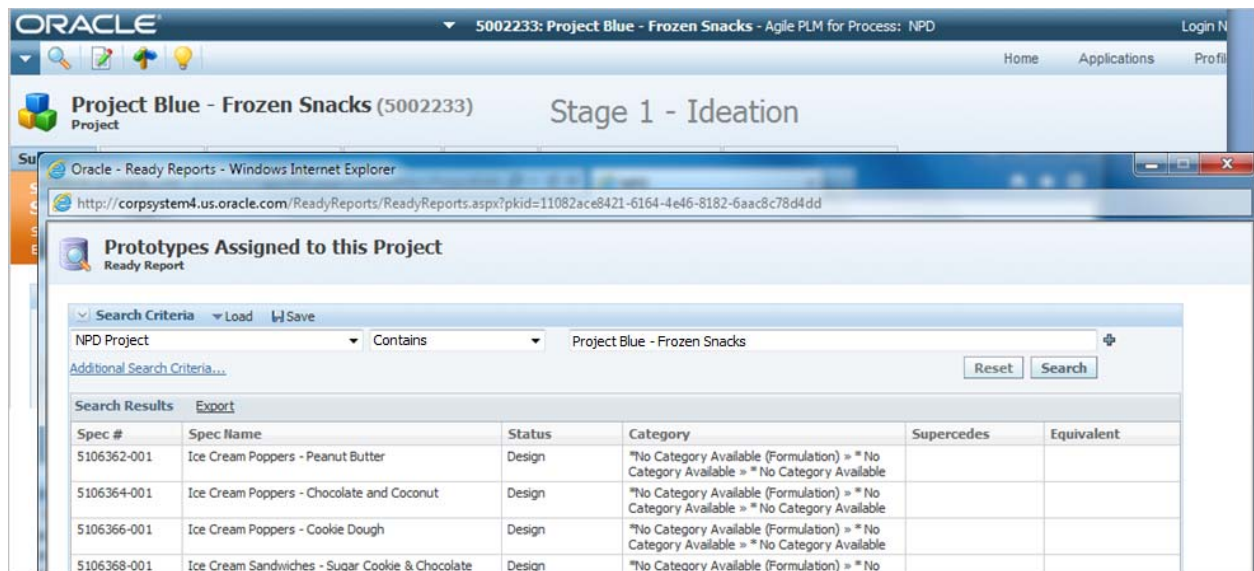 ORACLE
5002233: Project Blue - Frozen Snacks - Agile PLM for Process: NPD
Login N
Home Applications Profil
Project Blue - Frozen Snacks (5002233)
Project
Stage 1 - Ideation
Su
Oracle - Ready Reports - Windows Internet Explorer
http://corpsystem4.us.oracle.com/ReadyReports/ReadyReports.aspx?pkid=11082ace8421-6164-4e46-8182-6aac8c78d4dd
Prototypes Assigned to this Project
Ready Report
Search Criteria Load Save
NPD Project Contains Project Blue - Frozen Snacks
Additional Search Criteria... Reset Search
Search Results Export
Spec # Spec Name Status Category Supercedes Equivalent
5106362-001 Ice Cream Poppers - Peanut Butter Design *No Category Available (Formulation) » * No
Category Available » * No Category Available
5106364-001 Ice Cream Poppers - Chocolate and Coconut Design *No Category Available (Formulation) » * No
Category Available » * No Category Available
5106366-001 Ice Cream Poppers - Cookie Dough Design *No Category Available (Formulation) » * No
Category Available » * No Category Available
5106368-001 Ice Cream Sandwiches - Sugar Cookie & Chocolate Design *No Category Available (Formulation) » * No